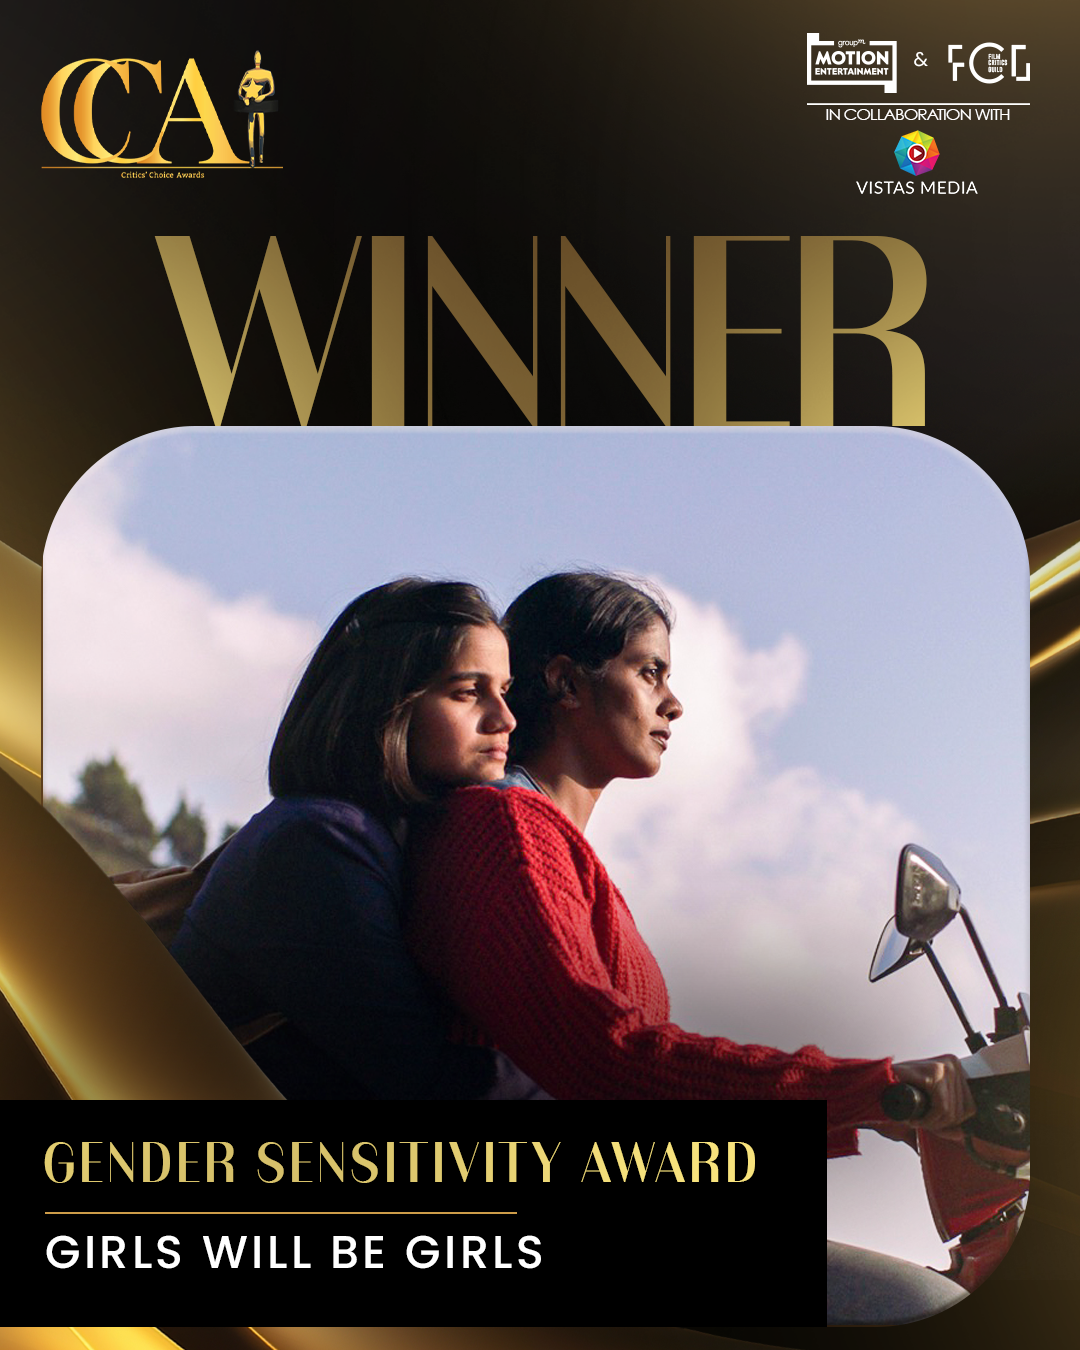 CCA
Critics' Choice Awards
groupm
MOTION
ENTERTAINMENT
&
FCG
FILM
CRITICS
GUILD
IN COLLABORATION WITH
VISTAS MEDIA
WINNER
GENDER SENSITIVITY AWARD
GIRLS WILL BE GIRLS